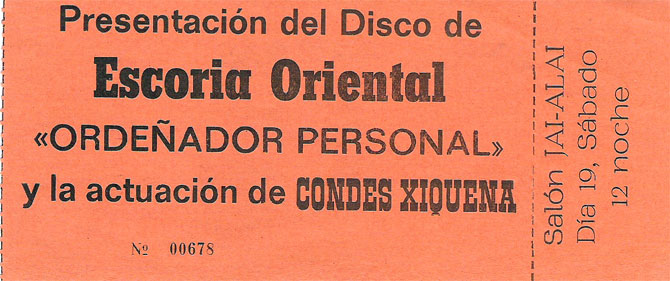 Presentación del Disco de
Escoria Oriental
«ORDEÑADOR PERSONAL»
y la actuación de CONDES XIQUENA
Nº 00678
Salón JAI-ALAI
Día 19, Sábado
12 noche